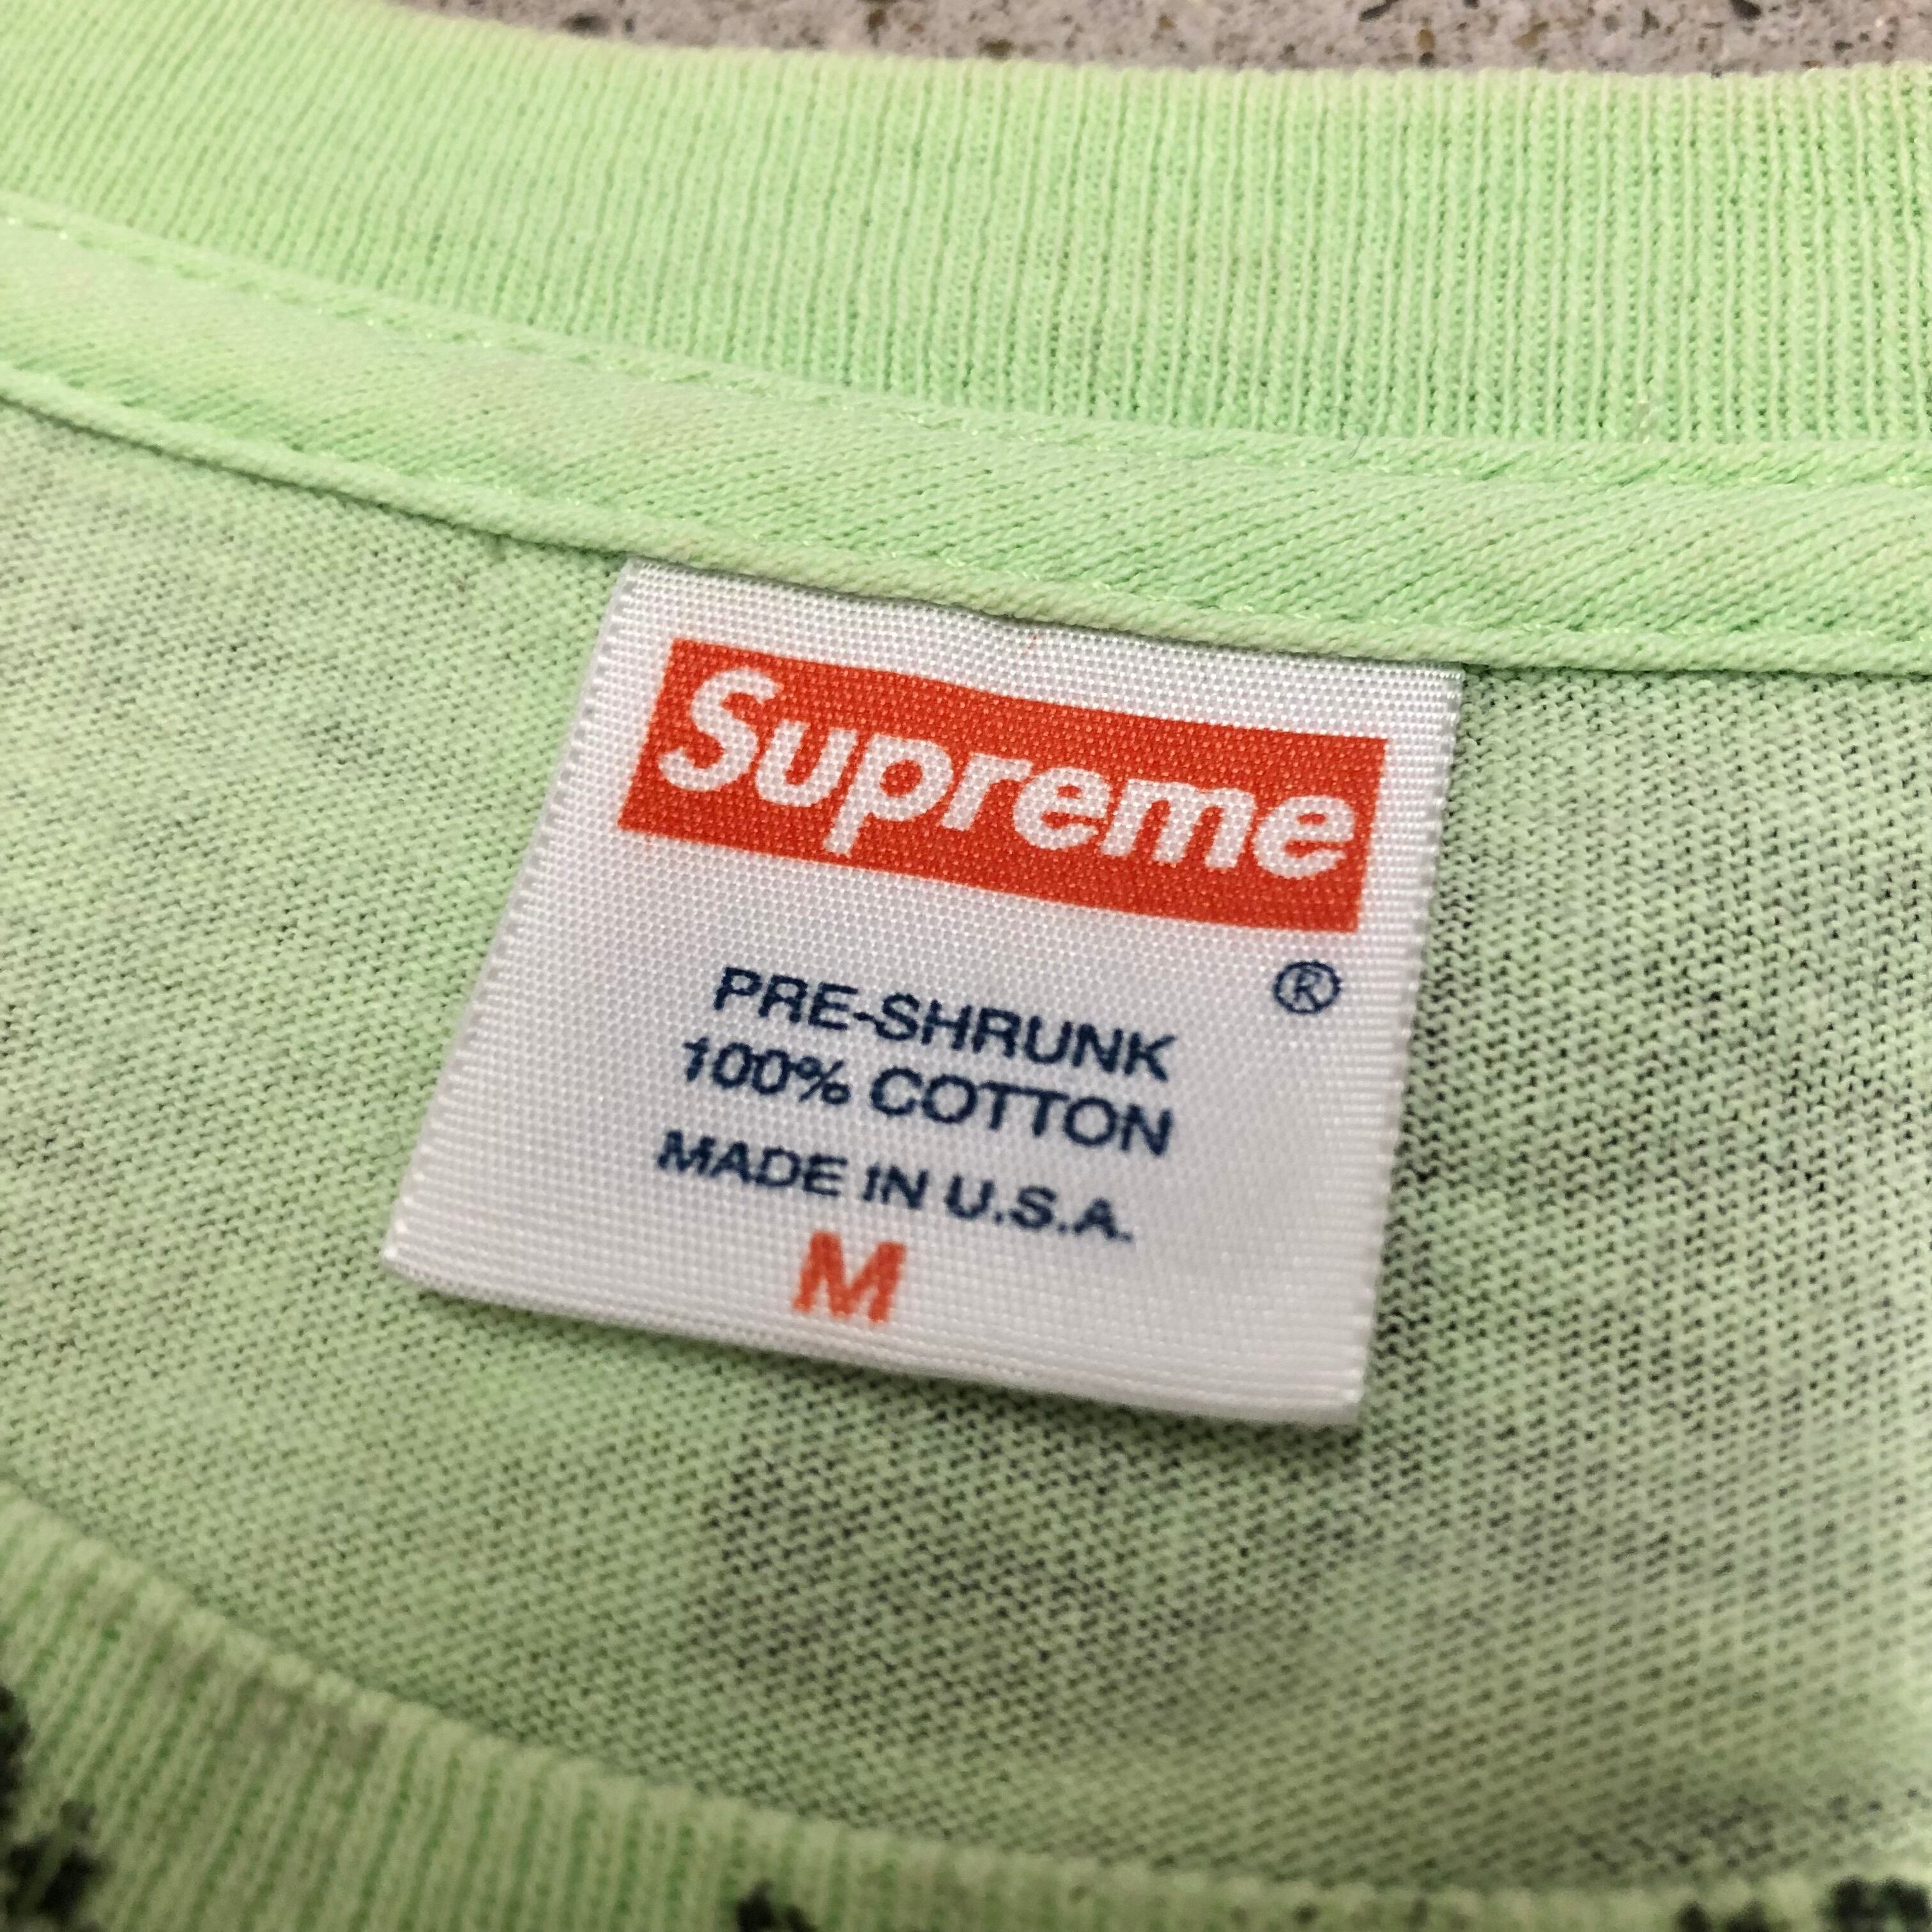 Supreme
®
PRE-SHRUNK
100% COTTON
MADE IN U.S.A.
M